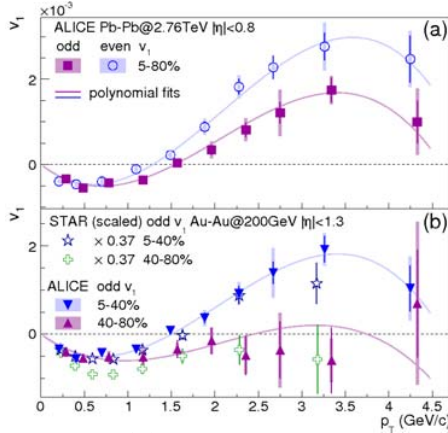 ×10⁻³
v₁
ALICE Pb-Pb@2.76TeV |η|<0.8
(a)
odd even v₁
5-80%
polynomial fits
2
0
×10⁻³
v₁
STAR (scaled) odd v₁ Au-Au@200GeV |η|<1.3
(b)
× 0.37 5-40%
× 0.37 40-80%
2
ALICE odd v₁
5-40%
40-80%
0
0 0.5 1 1.5 2 2.5 3 3.5 4 4.5
p_T (GeV/c)